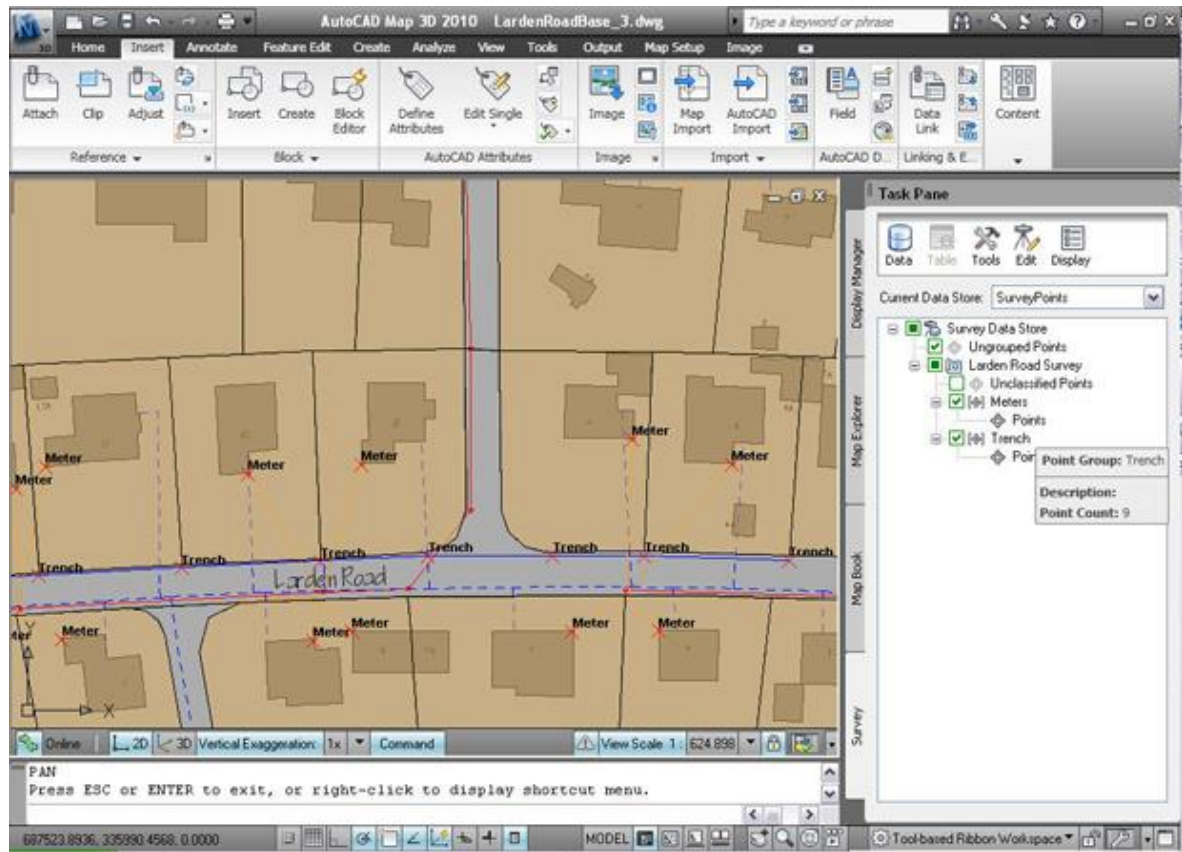 AutoCAD Map 3D 2010 LardenRoadBase_3.dwg
Type a keyword or phrase
3D
Home Insert Annotate Feature Edit Create Analyze View Tools Output Map Setup Image
Attach Clip Adjust Insert Create Block Editor Define Attributes Edit Single Image Map Import AutoCAD Import Field Data Link Content
Reference Block AutoCAD Attributes Image Import AutoCAD D... Linking & E...
Task Pane
Data Table Tools Edit Display
Current Data Store: SurveyPoints
Survey Data Store
Ungrouped Points
Larden Road Survey
Unclassified Points
Meters
Points
Trench
Poin
Point Group: Trench
Description:
Point Count: 9
Display Manager
Map Explorer
Map Book
Survey
Meter
Meter Meter Meter Meter
Meter
Trench Trench Trench Trench Trench Trench Trench
Larden Road
ter Meter Meter Meter Meter Meter
Y
X
Online 2D 3D Vertical Exaggeration: 1x Command View Scale 1 : 624.898
PAN
Press ESC or ENTER to exit, or right-click to display shortcut menu.
687523.8936, 335990.4568, 0.0000 MODEL Tool-based Ribbon Workspace